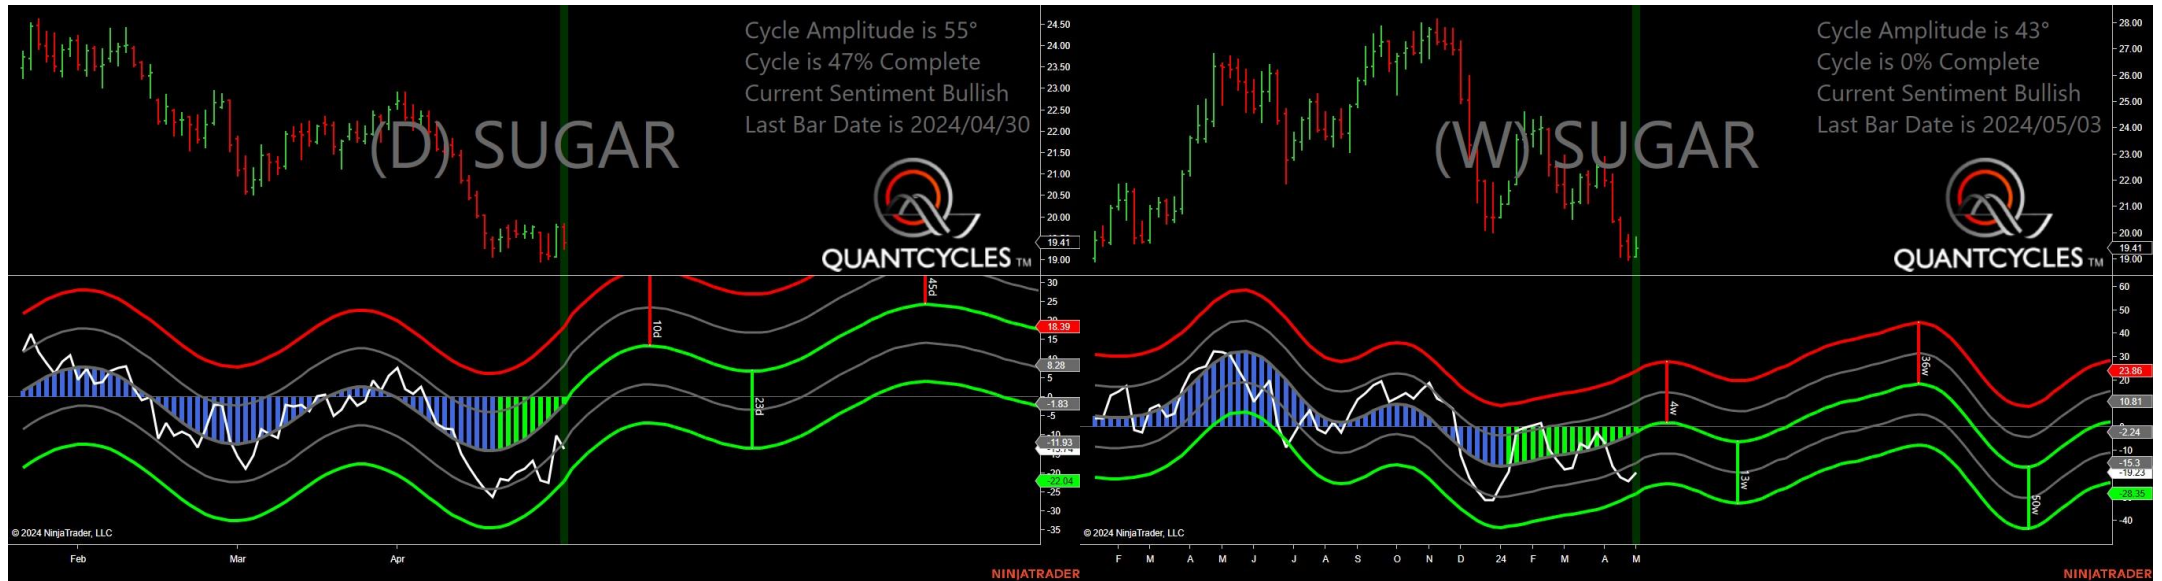 Cycle Amplitude is 55°
Cycle is 47% Complete
Current Sentiment Bullish
Last Bar Date is 2024/04/30
(D) SUGAR
QUANTCYCLES TM
24.50
24.00
23.50
23.00
22.50
22.00
21.50
21.00
20.50
20.00
19.41
19.00
10d
23d
45d
30
25
18.39
15
10
8.28
5
-1.83
-5
-10
-11.93
-22.04
-25
-30
-35
© 2024 NinjaTrader, LLC
Feb Mar Apr
NINJATRADER
Cycle Amplitude is 43°
Cycle is 0% Complete
Current Sentiment Bullish
Last Bar Date is 2024/05/03
(W) SUGAR
QUANTCYCLES TM
28.00
27.00
26.00
25.00
24.00
23.00
22.00
21.00
20.00
19.41
19.00
4w
13w
36w
50w
60
50
40
30
23.86
20
10.81
-2.24
-10
-15.3
-19.23
-28.35
-40
© 2024 NinjaTrader, LLC
F M A M J J A S O N D 24 F M A M
NINJATRADER